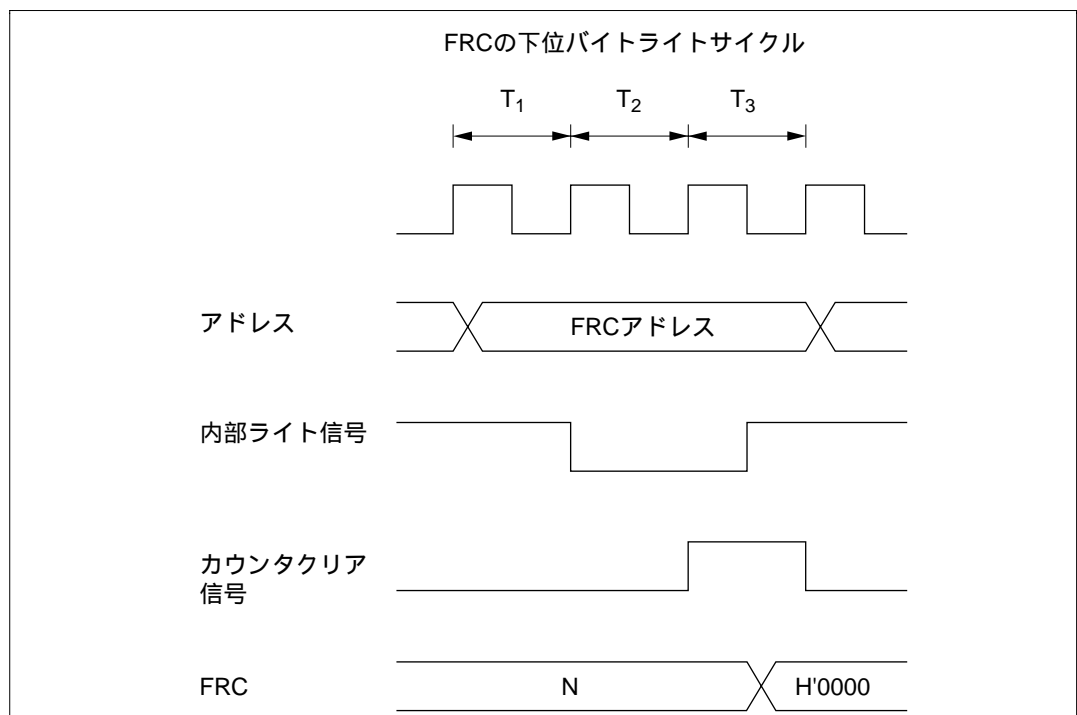 FRCの下位バイトライトサイクル
T1 T2 T3
アドレス FRCアドレス
内部ライト信号
カウンタクリア
信号
FRC N H'0000